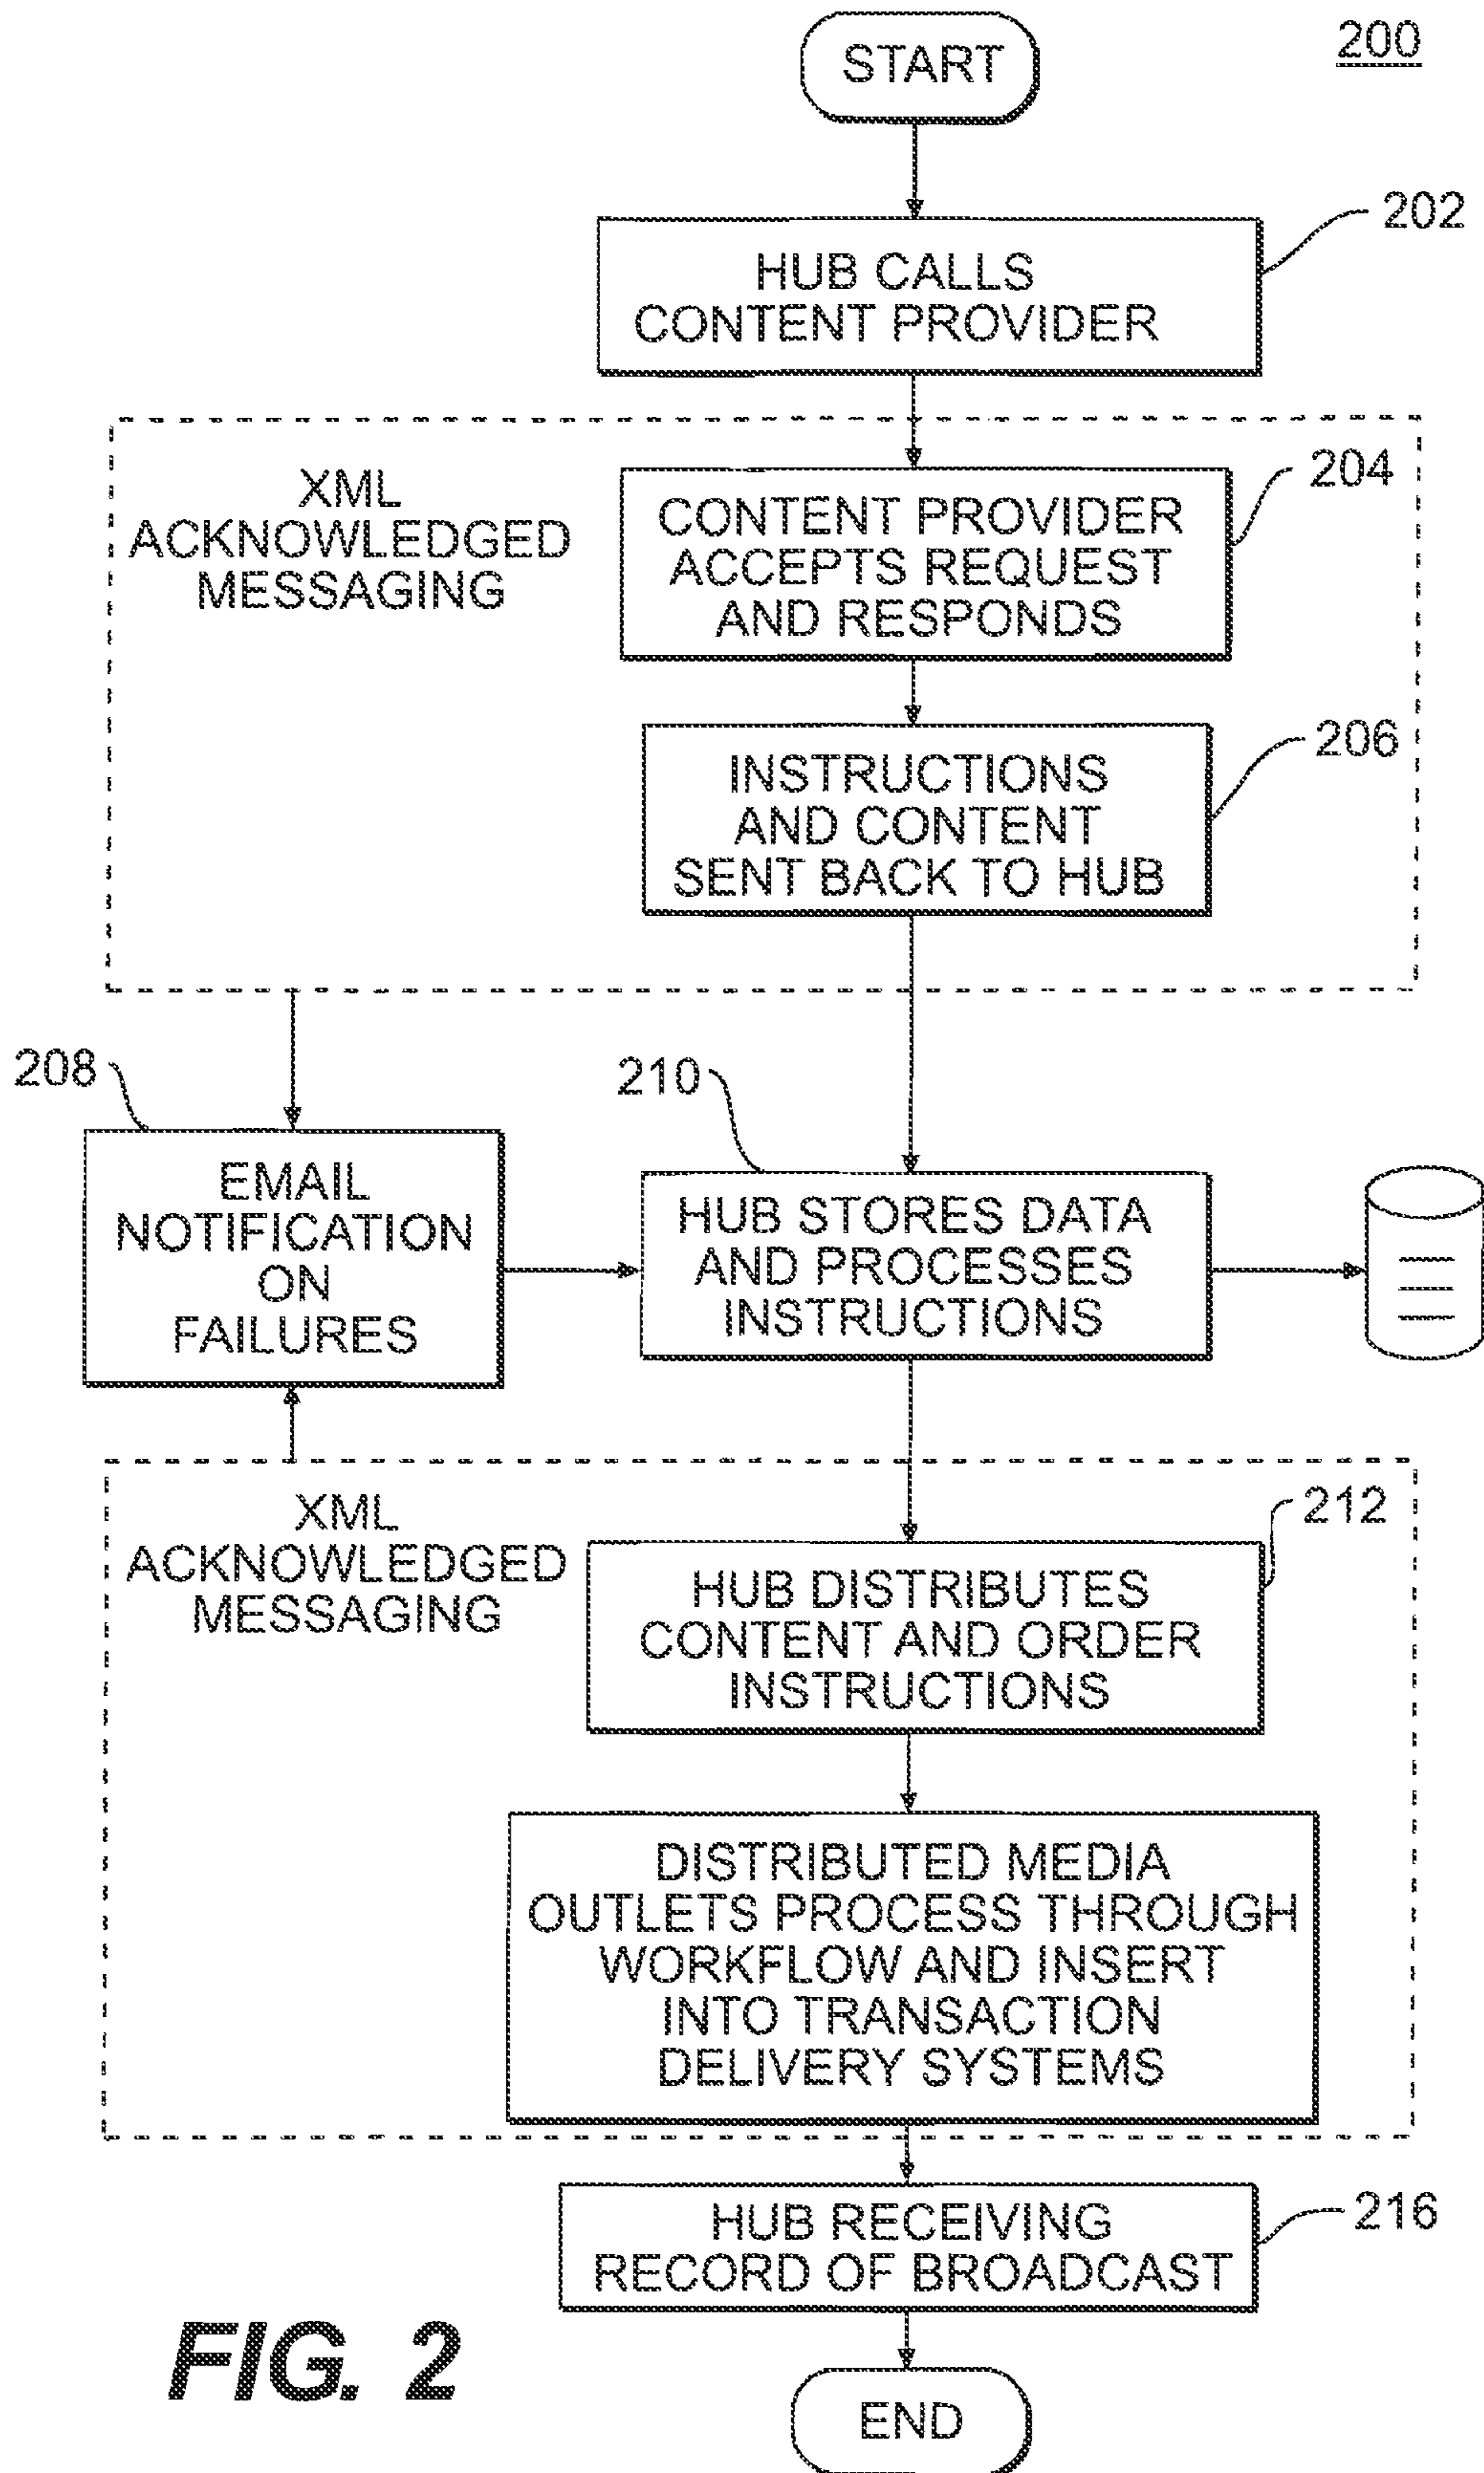 200
START
202
HUB CALLS
CONTENT PROVIDER
XML
ACKNOWLEDGED
MESSAGING
204
CONTENT PROVIDER
ACCEPTS REQUEST
AND RESPONDS
206
INSTRUCTIONS
AND CONTENT
SENT BACK TO HUB
208
EMAIL
NOTIFICATION
ON
FAILURES
210
HUB STORES DATA
AND PROCESSES
INSTRUCTIONS
XML
ACKNOWLEDGED
MESSAGING
212
HUB DISTRIBUTES
CONTENT AND ORDER
INSTRUCTIONS
DISTRIBUTED MEDIA
OUTLETS PROCESS THROUGH
WORKFLOW AND INSERT
INTO TRANSACTION
DELIVERY SYSTEMS
216
HUB RECEIVING
RECORD OF BROADCAST
FIG. 2
END